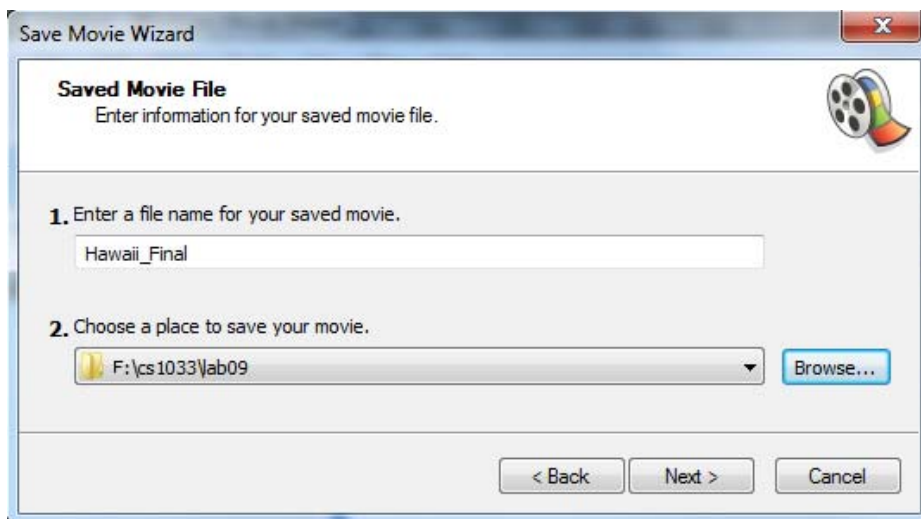 Save Movie Wizard
Saved Movie File
Enter information for your saved movie file.
1. Enter a file name for your saved movie.
Hawaii_Final
2. Choose a place to save your movie.
F:\cs1033\lab09
Browse...
< Back
Next >
Cancel